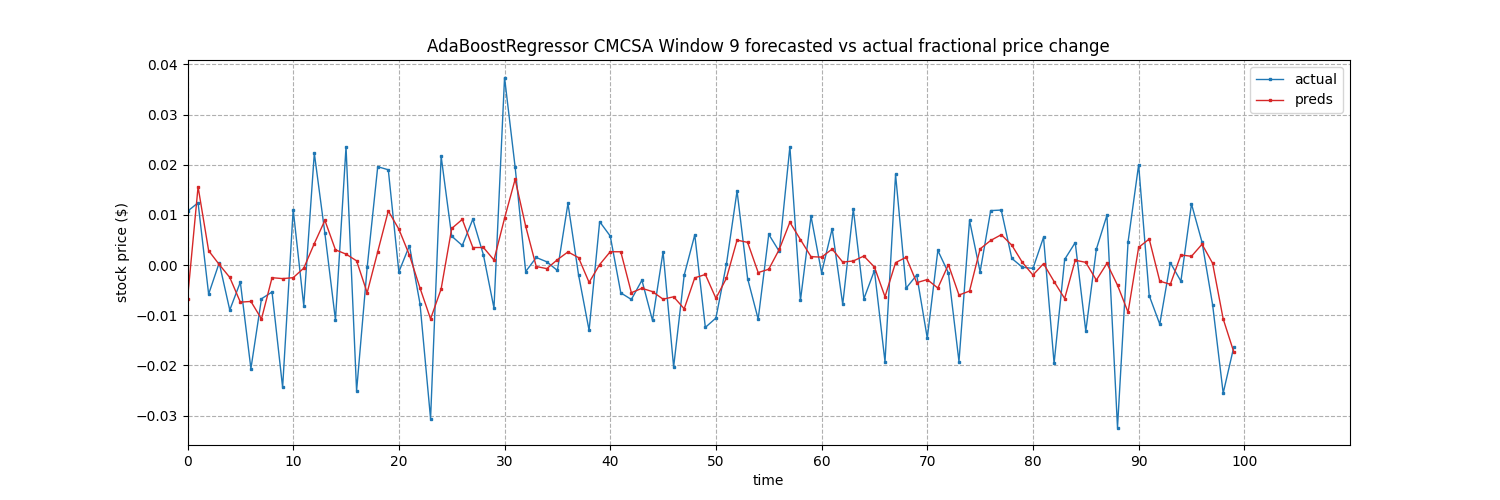 AdaBoostRegressor CMCSA Window 9 forecasted vs actual fractional price change
actual
preds
stock price ($)
0.04
0.03
0.02
0.01
0.00
−0.01
−0.02
−0.03
0 10 20 30 40 50 60 70 80 90 100
time